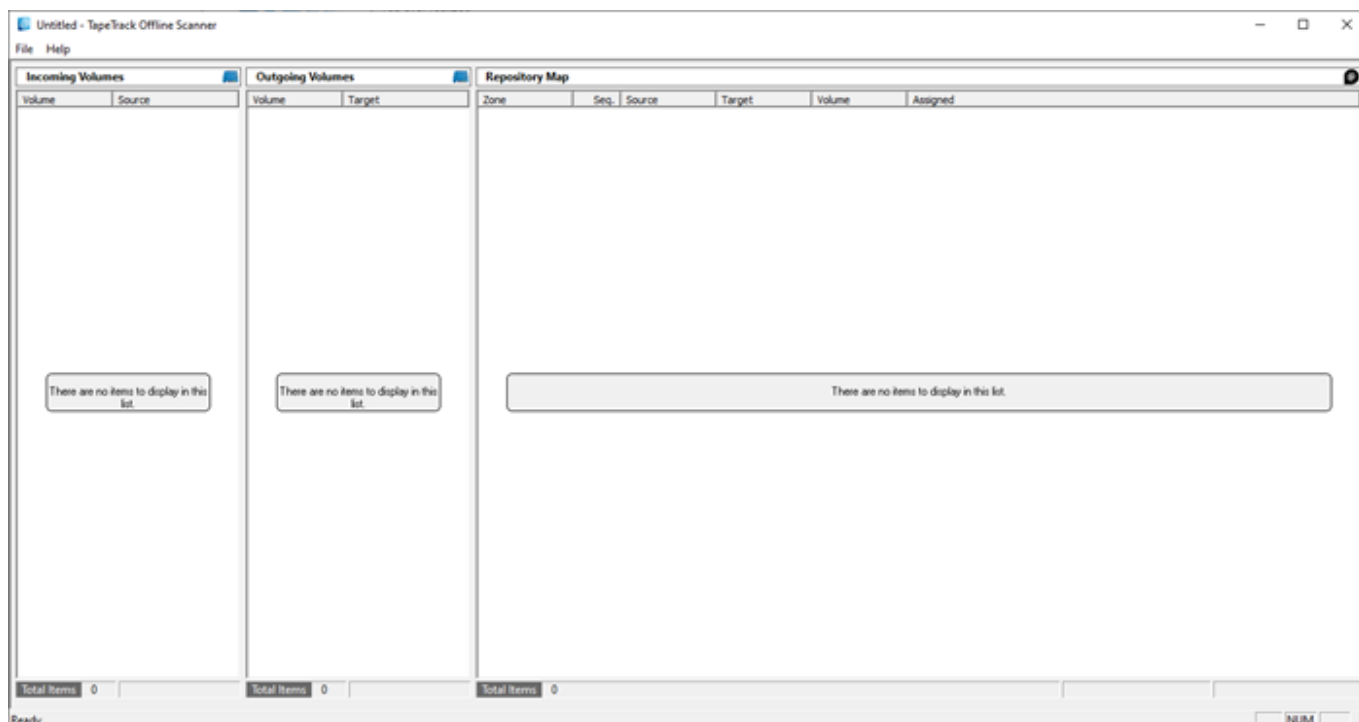 Untitled - TapeTrack Offline Scanner
File Help
Incoming Volumes Outgoing Volumes Repository Map
Volume Source Volume Target Zone Seq. Source Target Volume Assigned
There are no items to display in this
list.
There are no items to display in this
list.
There are no items to display in this list.
Total Items 0 Total Items 0 Total Items 0
Ready NUM